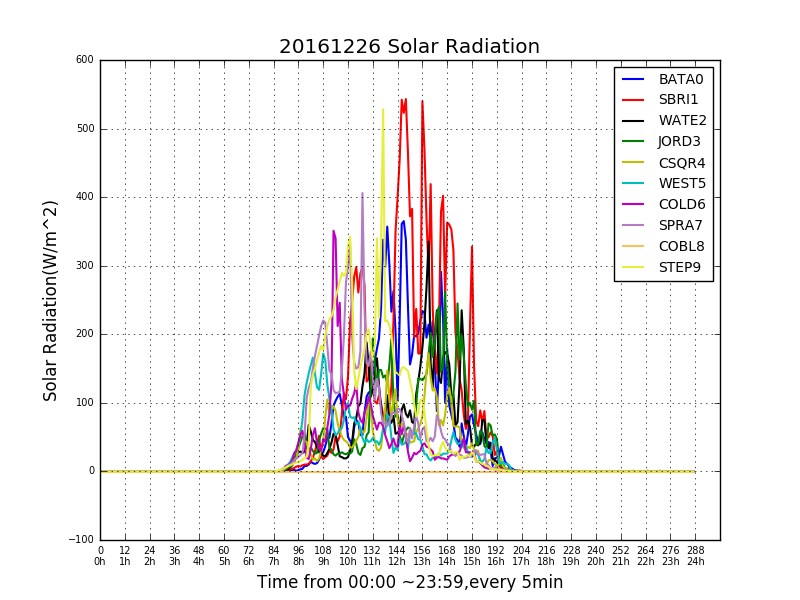 20161226 Solar Radiation
600
500
400
300
200
100
0
−100
Solar Radiation(W/m^2)
BATA0
SBRI1
WATE2
JORD3
CSQR4
WEST5
COLD6
SPRA7
COBL8
STEP9
0 12 24 36 48 60 72 84 96 108 120 132 144 156 168 180 192 204 216 228 240 252 264 276 288
0h 1h 2h 3h 4h 5h 6h 7h 8h 9h 10h 11h 12h 13h 14h 15h 16h 17h 18h 19h 20h 21h 22h 23h 24h
Time from 00:00 ~23:59,every 5min